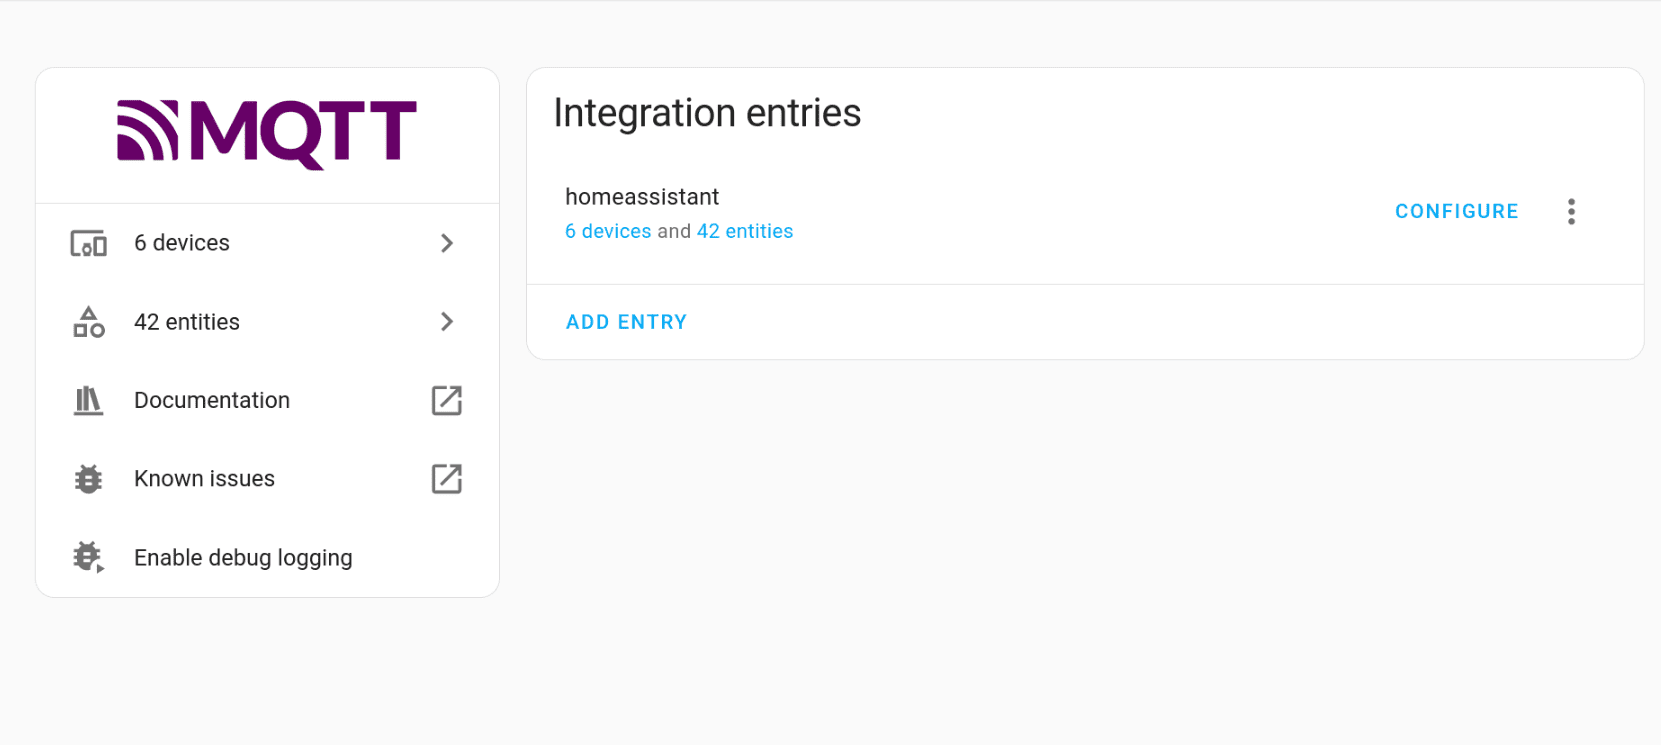 MQTT
6 devices
42 entities
Documentation
Known issues
Enable debug logging
Integration entries
homeassistant
6 devices and 42 entities
CONFIGURE
ADD ENTRY